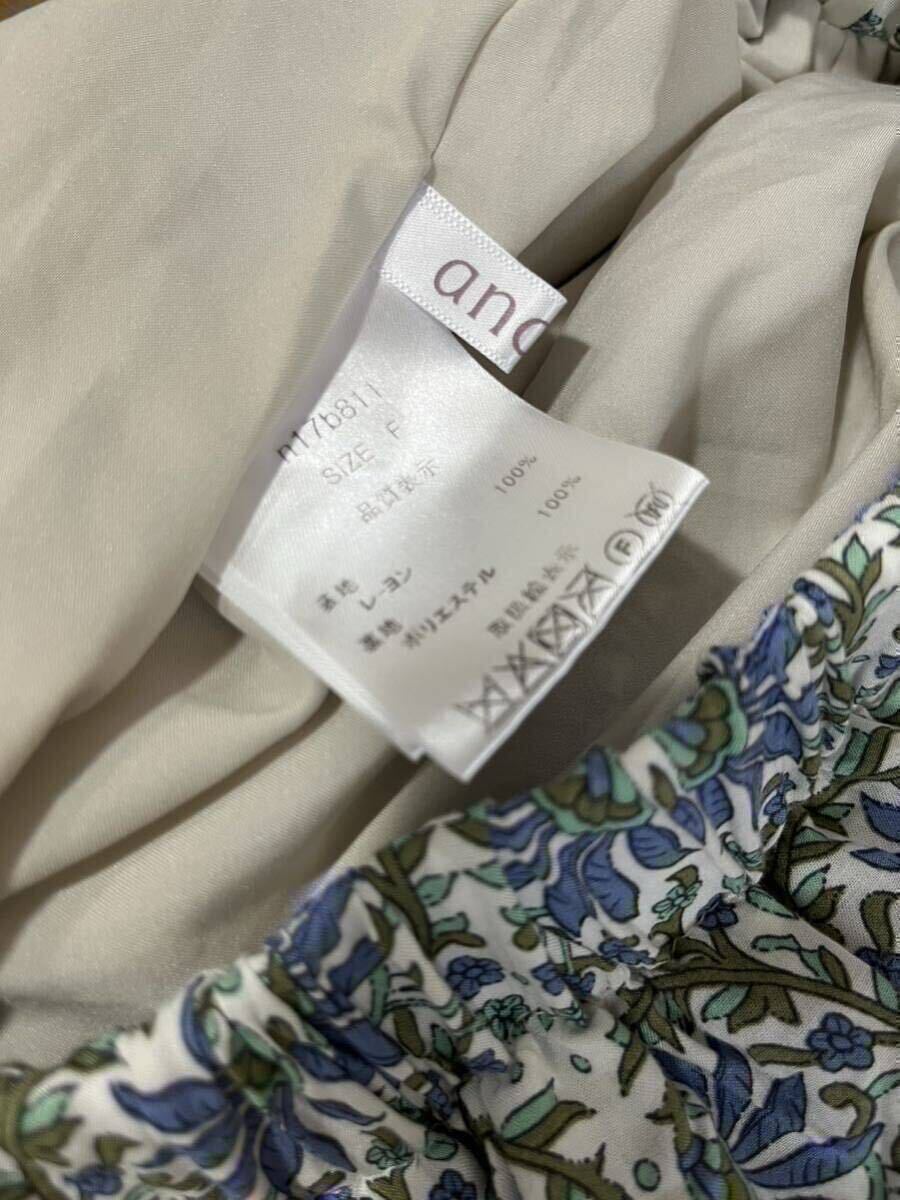 and
n17b811
SIZE F
品質表示
表地
レーヨン 100%
裏地
ポリエステル 100%
取扱絵表示
F